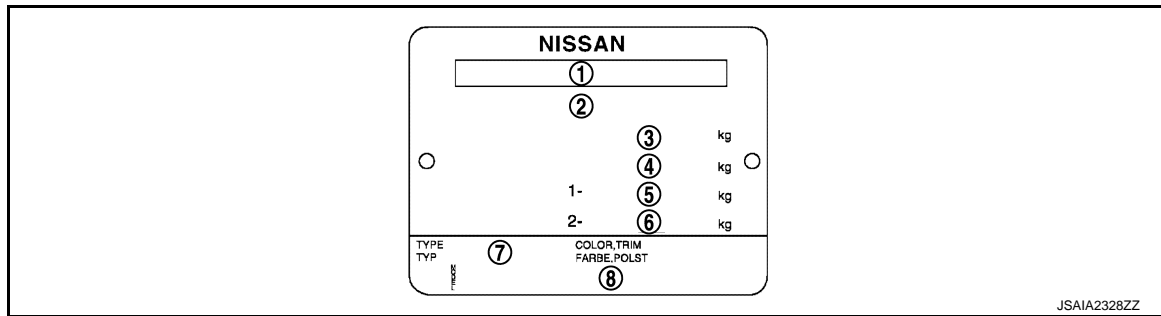 NISSAN
①
②
③ kg
④ kg
1- ⑤ kg
2- ⑥ kg
TYPE ⑦ COLOR,TRIM
TYP FARBE,POLST
⑧
JSAIA2328ZZ